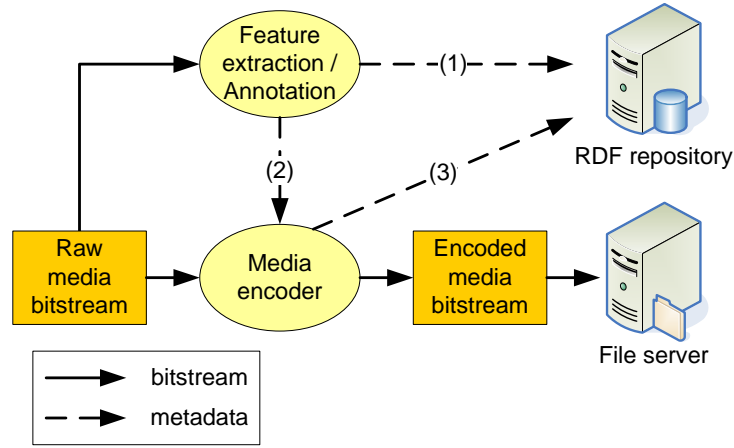 Feature
extraction /
Annotation
(1)
RDF repository
(2)
(3)
Raw
media
bitstream
Media
encoder
Encoded
media
bitstream
File server
bitstream
metadata